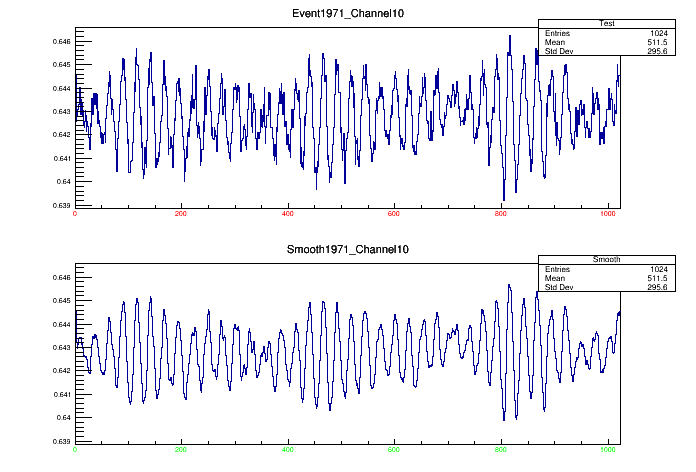 Event1971_Channel10
Test
Entries 1024
Mean 511.5
Std Dev 295.6
0.646
0.645
0.644
0.643
0.642
0.641
0.64
0.639
0 200 400 600 800 1000
Smooth1971_Channel10
Smooth
Entries 1024
Mean 511.5
Std Dev 295.6
0.646
0.645
0.644
0.643
0.642
0.641
0.64
0.639
0 200 400 600 800 1000